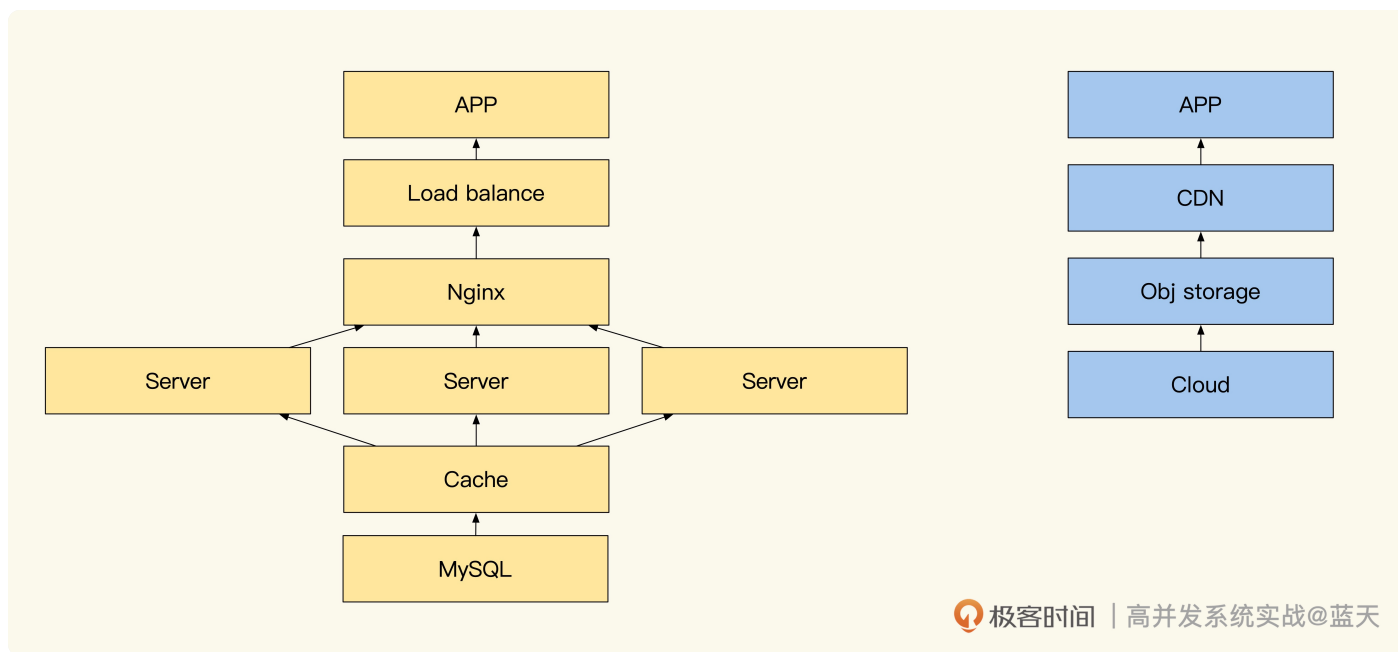 APP
Load balance
Nginx
Server
Server
Server
Cache
MySQL
APP
CDN
Obj storage
Cloud
极客时间 | 高并发系统实战@蓝天